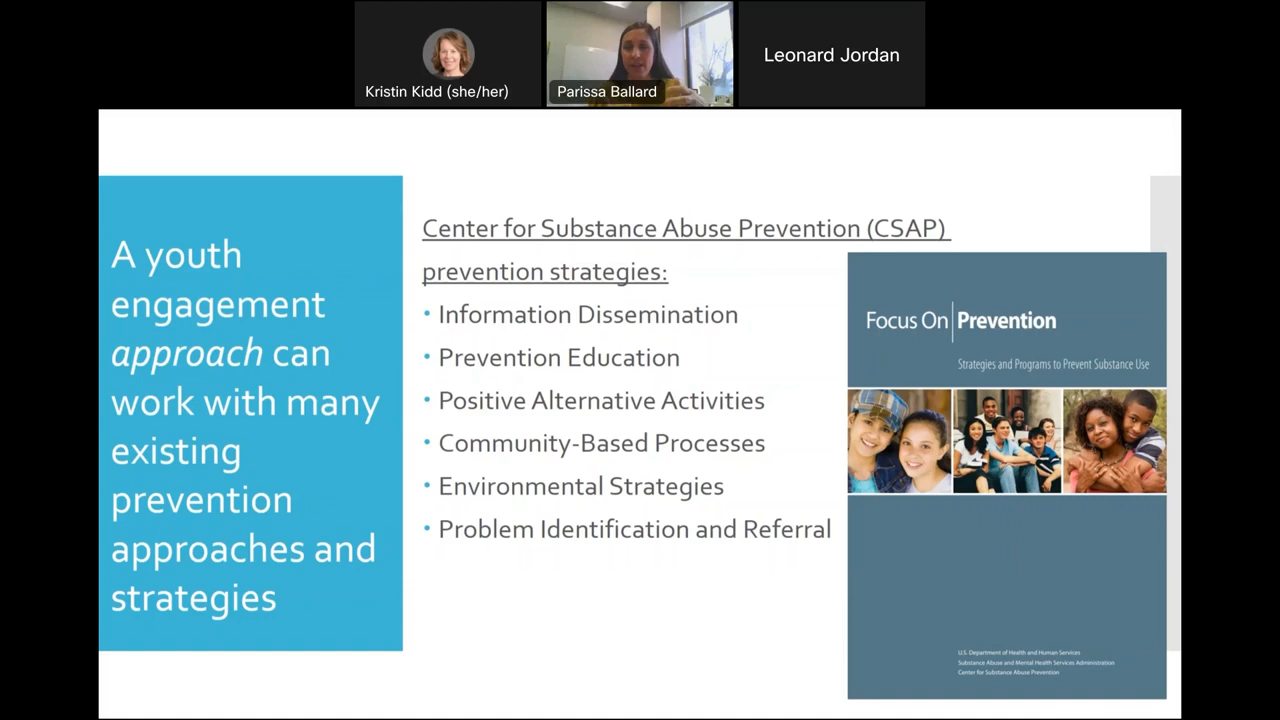 Kristin Kidd (she/her)
Parissa Ballard
Leonard Jordan
A youth
engagement
approach can
work with many
existing
prevention
approaches and
strategies
Center for Substance Abuse Prevention (CSAP)
prevention strategies:
• Information Dissemination
• Prevention Education
• Positive Alternative Activities
• Community-Based Processes
• Environmental Strategies
• Problem Identification and Referral
Focus On Prevention
Strategies and Programs to Prevent Substance Use
U.S. Department of Health and Human Services
Substance Abuse and Mental Health Services Administration
Center for Substance Abuse Prevention